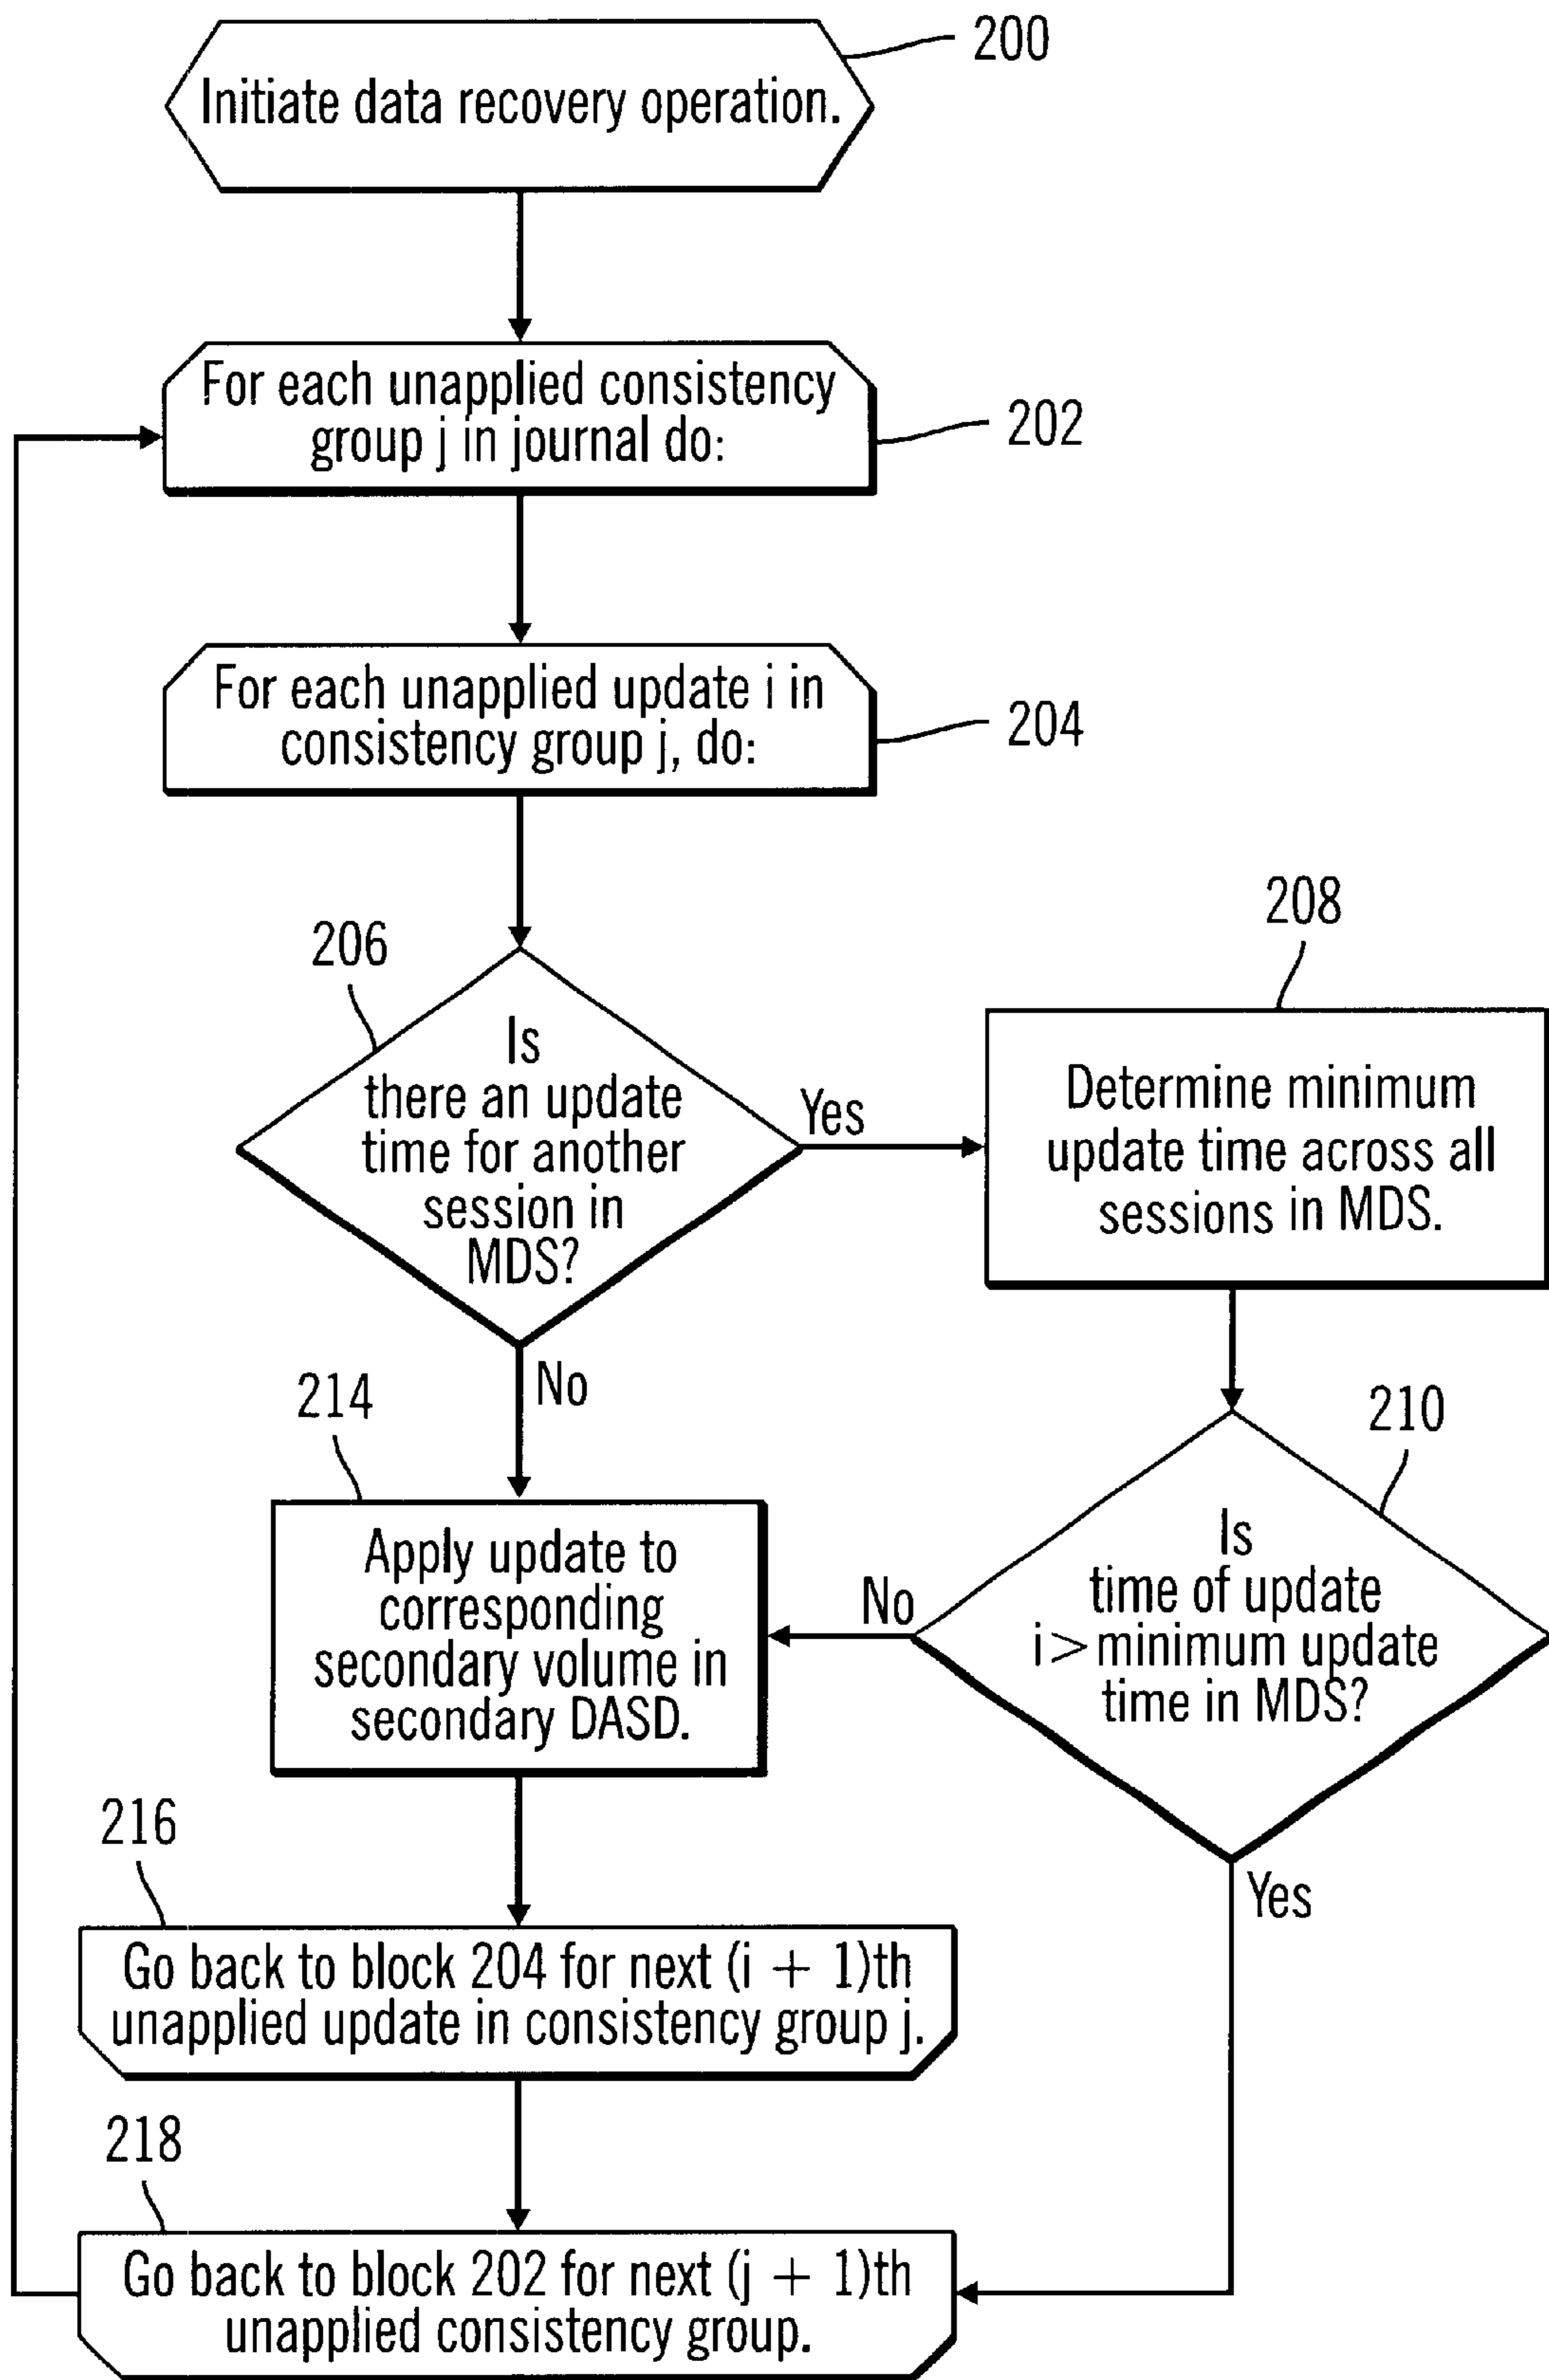 200
Initiate data recovery operation.
For each unapplied consistency
group j in journal do:
202
For each unapplied update i in
consistency group j, do:
204
206
Is
there an update
time for another
session in
MDS?
Yes
No
208
Determine minimum
update time across all
sessions in MDS.
210
Is
time of update
i > minimum update
time in MDS?
No
Yes
214
Apply update to
corresponding
secondary volume in
secondary DASD.
216
Go back to block 204 for next (i + 1)th
unapplied update in consistency group j.
218
Go back to block 202 for next (j + 1)th
unapplied consistency group.